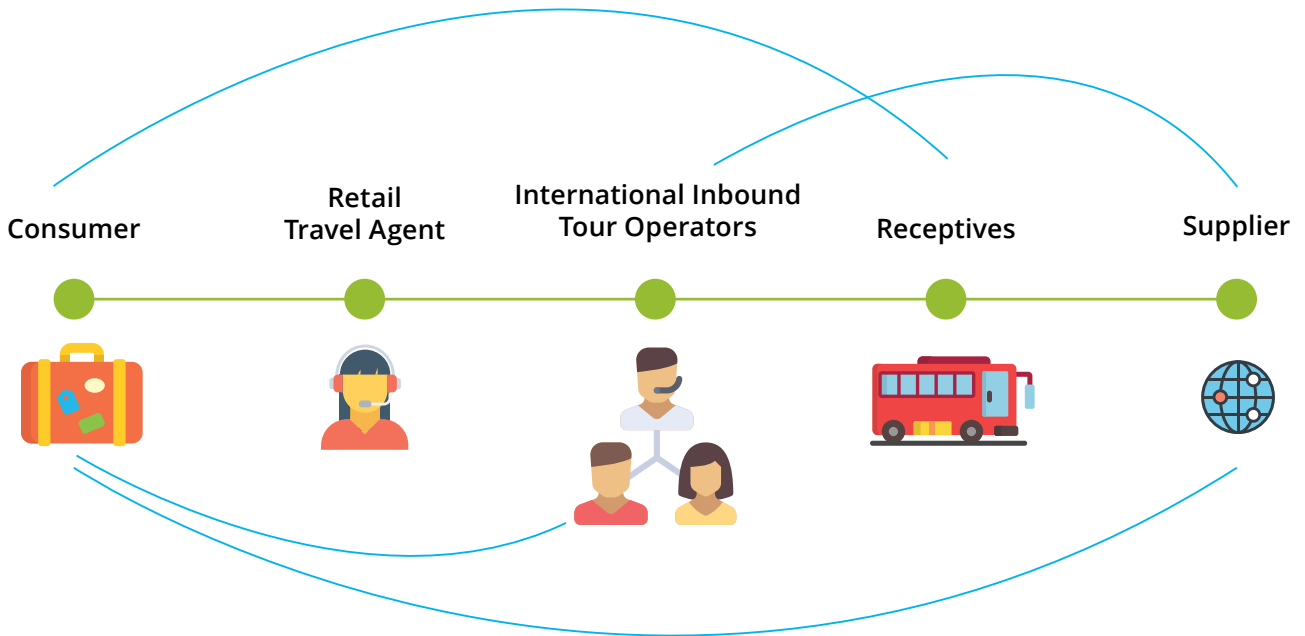 Consumer
Retail
Travel Agent
International Inbound
Tour Operators
Receptives
Supplier